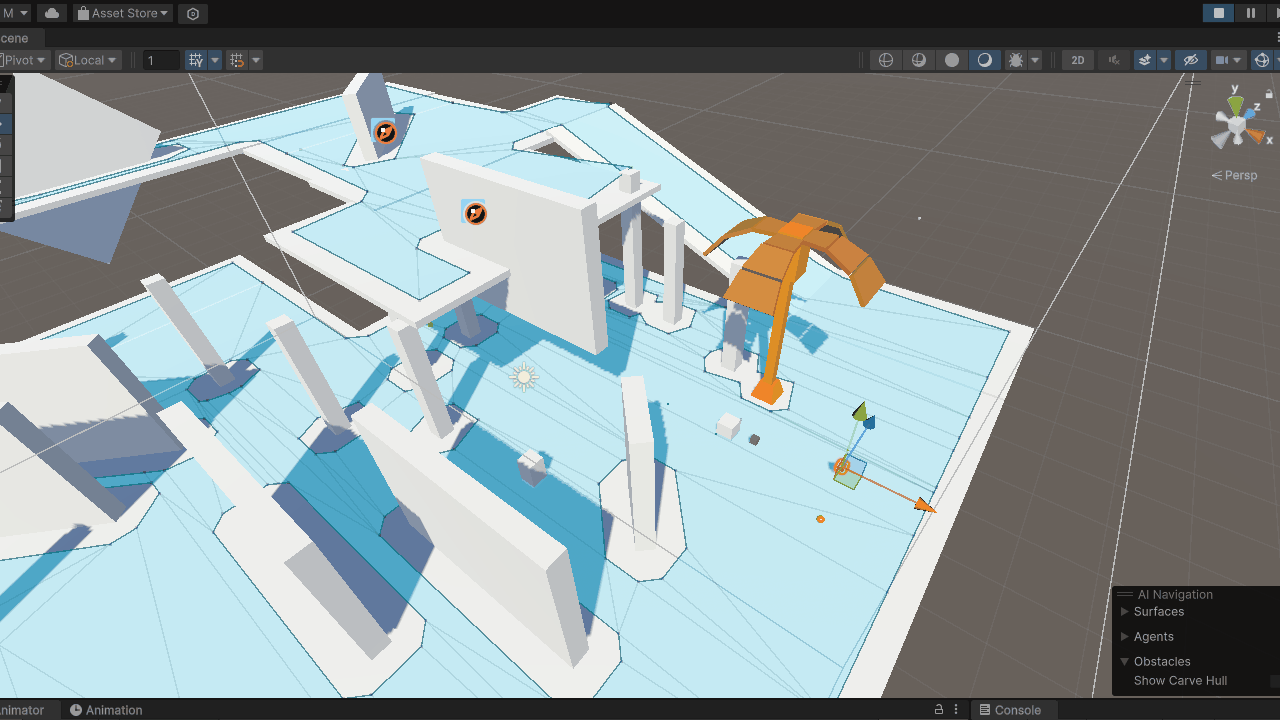 M
Asset Store
cene
Pivot
Local
1
2D
y
z
x
Persp
AI Navigation
Surfaces
Agents
Obstacles
Show Carve Hull
nimator
Animation
Console